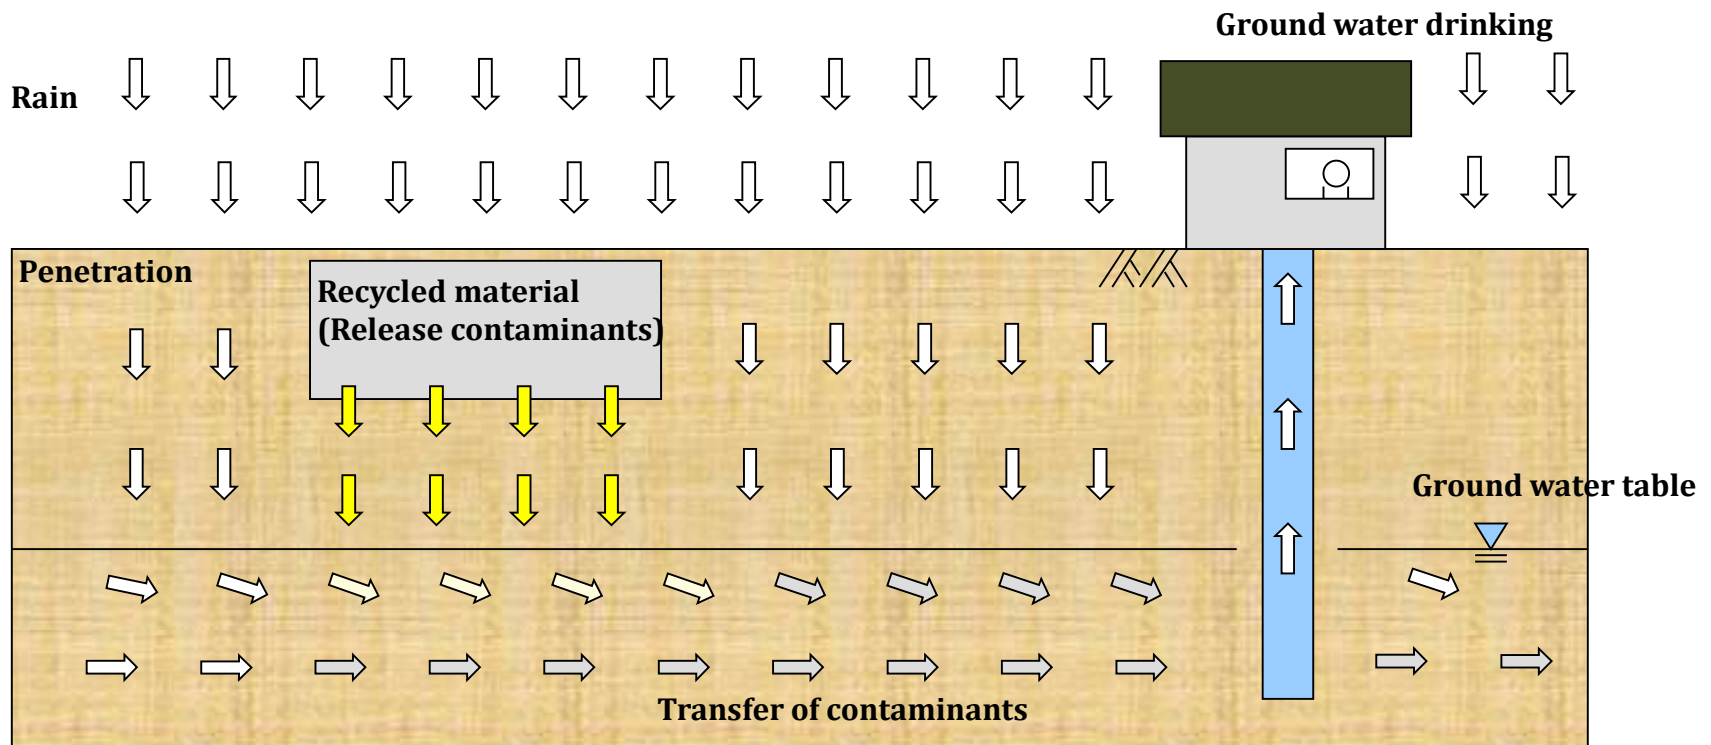 Ground water drinking
Rain
Penetration
Recycled material
(Release contaminants)
Ground water table
Transfer of contaminants